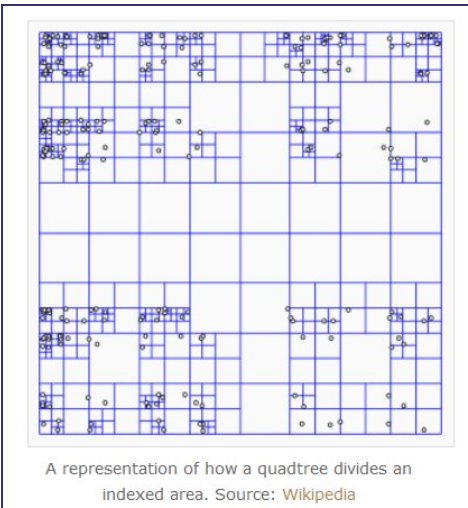 A representation of how a quadtree divides an
indexed area. Source: Wikipedia